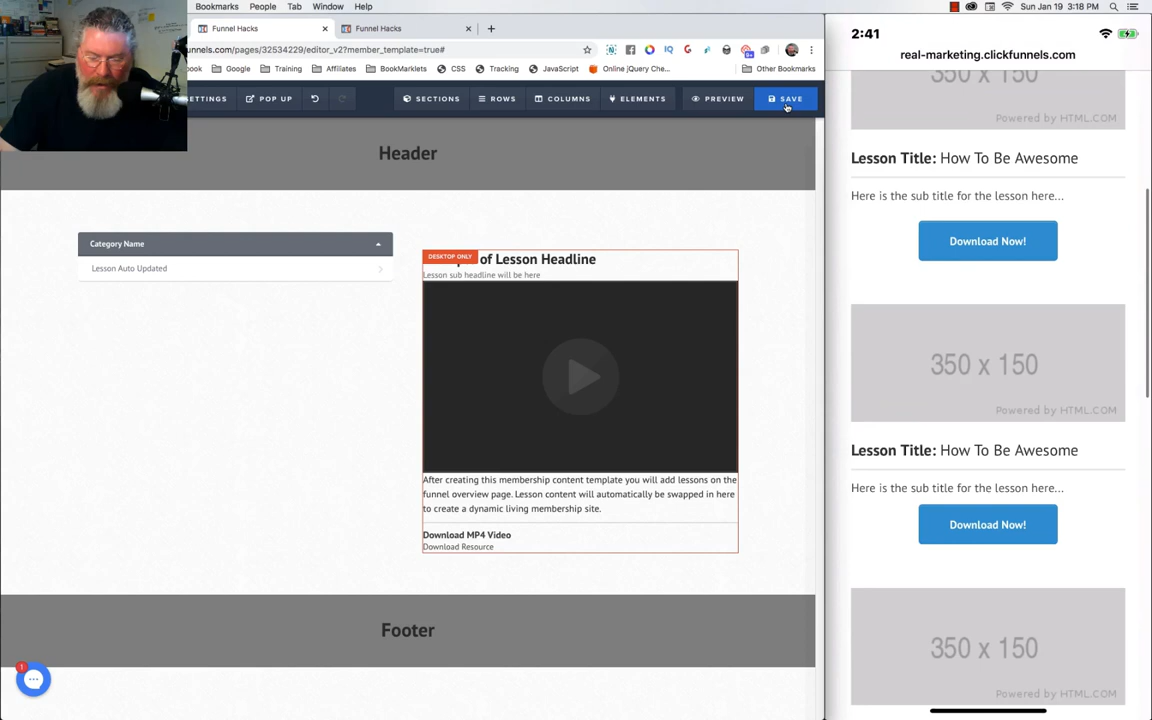 Bookmarks People Tab Window Help
Sun Jan 19 3:18 PM
Funnel Hacks
Funnel Hacks
unnels.com/pages/32534229/editor_v2?member_template=true#
book Google Training Affiliates BookMarklets CSS Tracking JavaScript Online jQuery Che... Other Bookmarks
ETTINGS POP UP SECTIONS ROWS COLUMNS ELEMENTS PREVIEW SAVE
Header
Category Name
Lesson Auto Updated
DESKTOP ONLY
of Lesson Headline
Lesson sub headline will be here
After creating this membership content template you will add lessons on the
funnel overview page. Lesson content will automatically be swapped in here
to create a dynamic living membership site.
Download MP4 Video
Download Resource
Footer
1
2:41
real-marketing.clickfunnels.com
350 x 150
Powered by HTML.COM
Lesson Title: How To Be Awesome
Here is the sub title for the lesson here...
Download Now!
350 x 150
Powered by HTML.COM
Lesson Title: How To Be Awesome
Here is the sub title for the lesson here...
Download Now!
350 x 150
Powered by HTML.COM